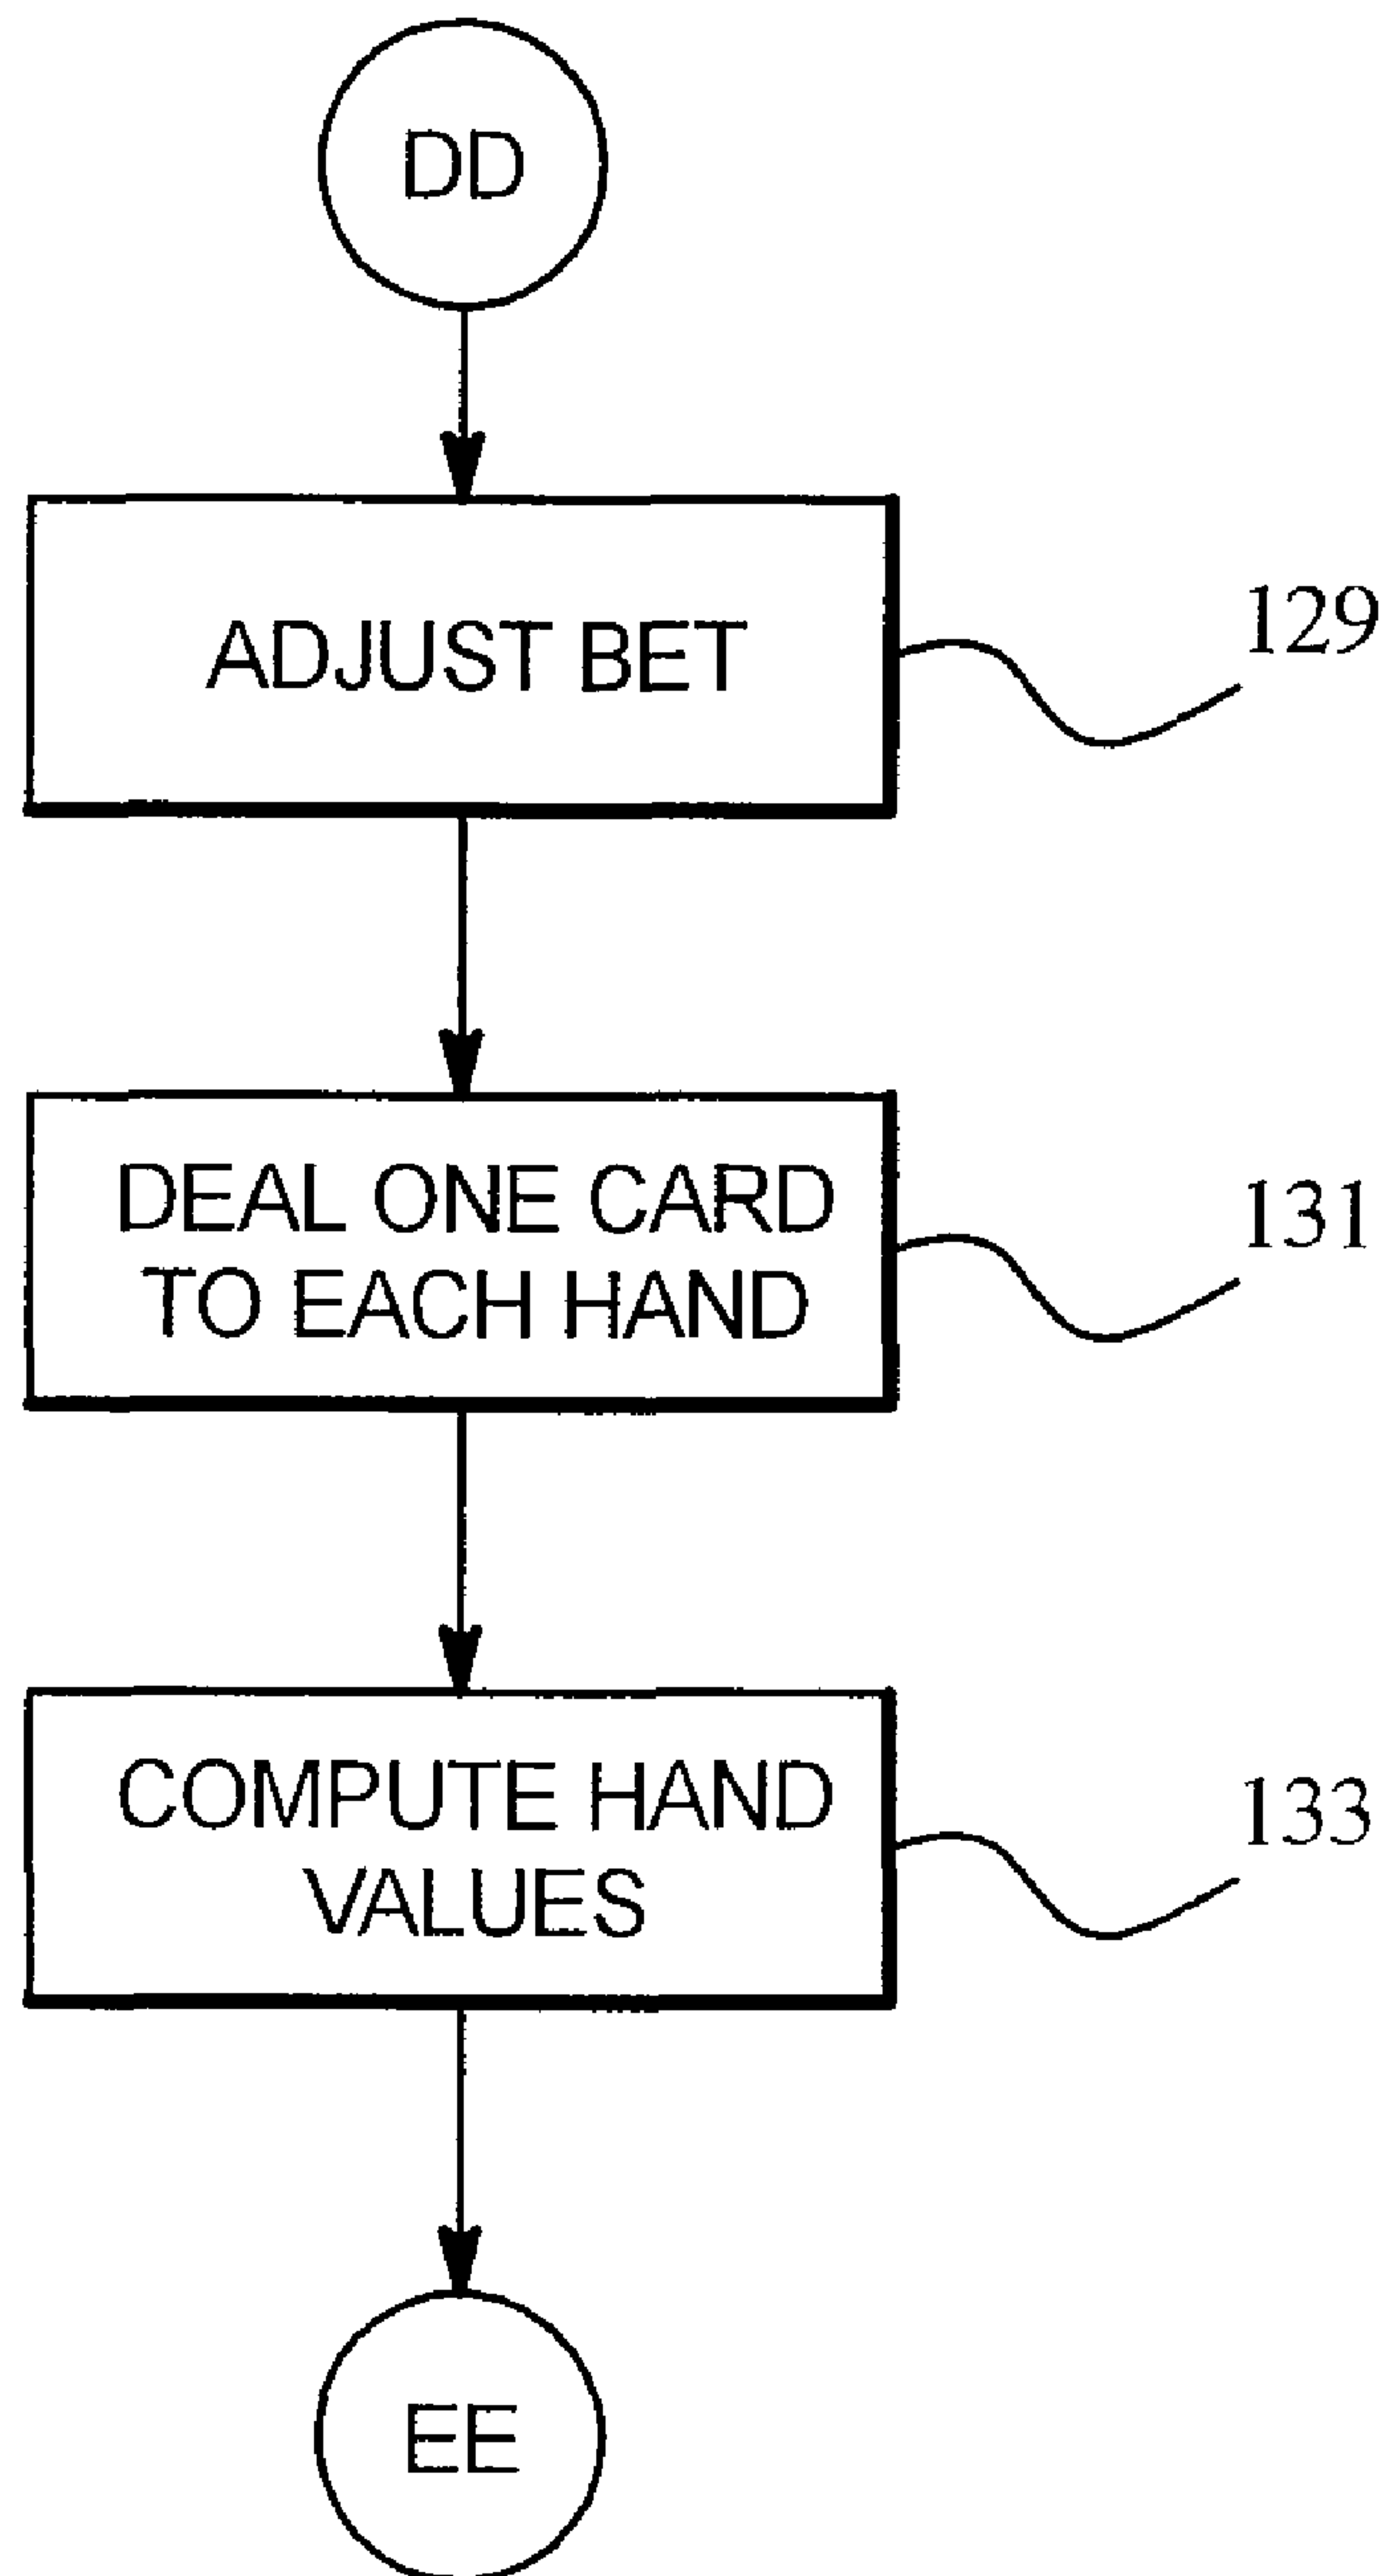 DD
ADJUST BET
129
DEAL ONE CARD
TO EACH HAND
131
COMPUTE HAND
VALUES
133
EE